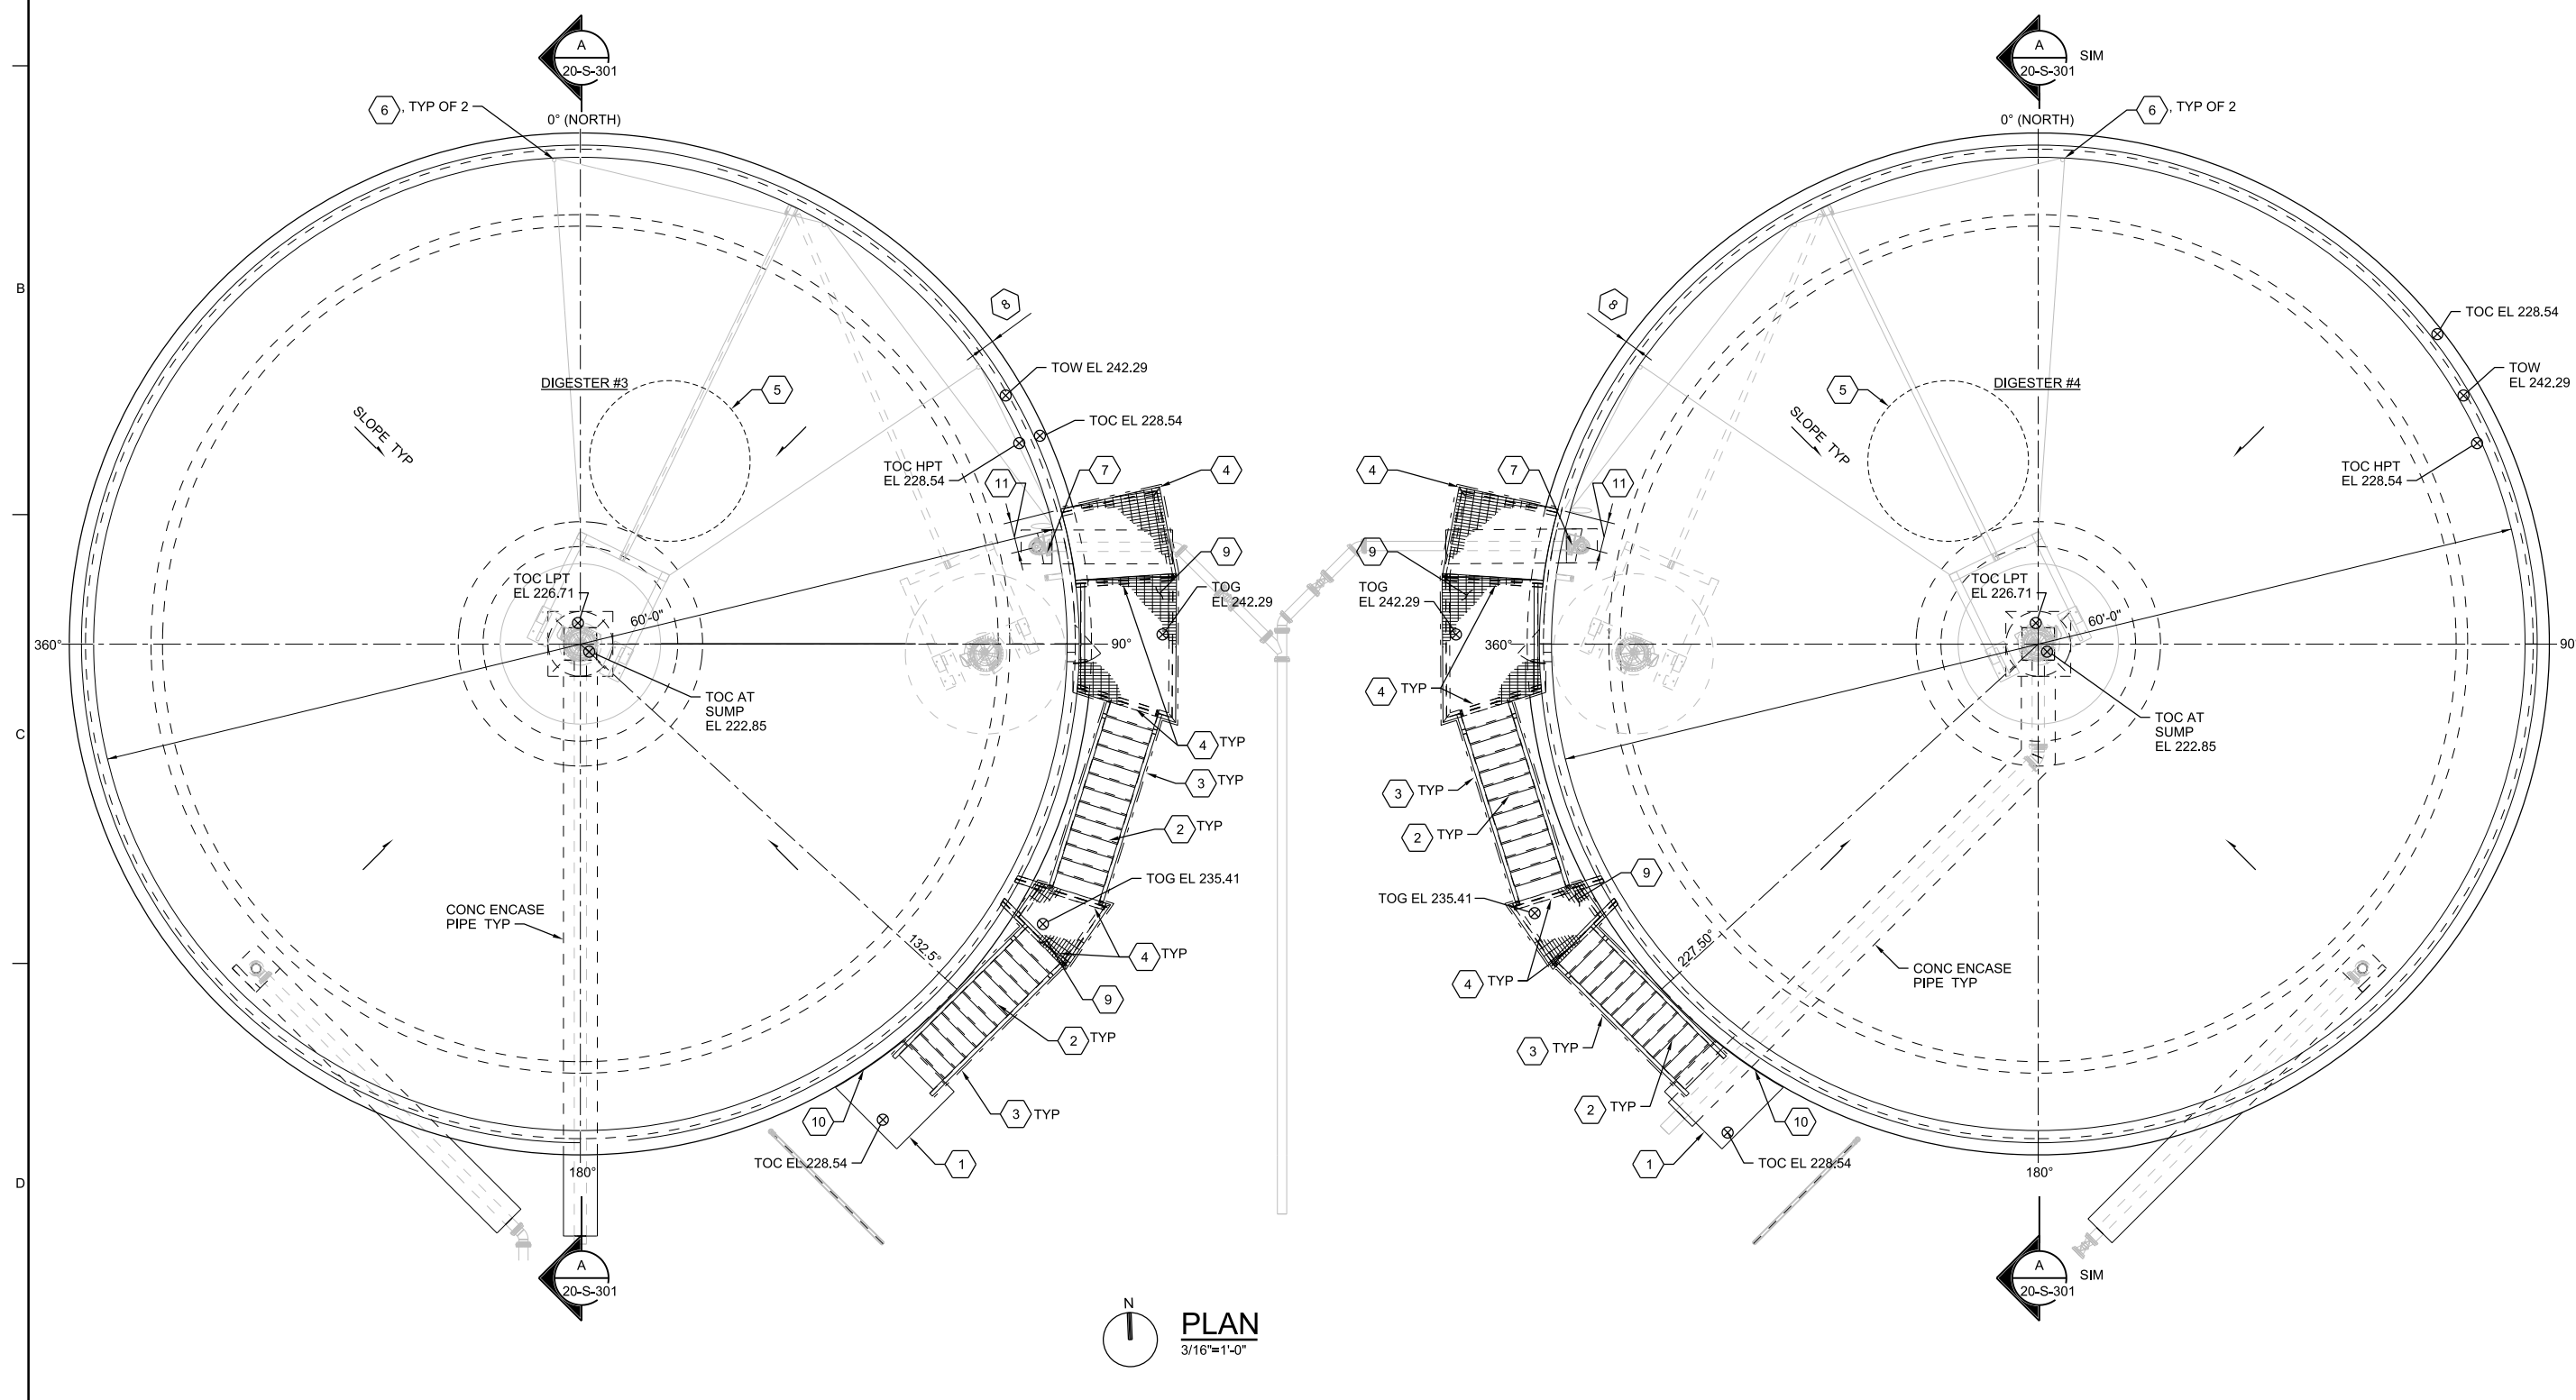 A
20-S-301
A
20-S-301
SIM
6 , TYP OF 2
0° (NORTH)
0° (NORTH)
6 , TYP OF 2
B
8
8
TOC EL 228.54
TOW EL 242.29
TOW
EL 242.29
DIGESTER #3
5
5
DIGESTER #4
SLOPE TYP
TOC EL 228.54
SLOPE TYP
TOC HPT
EL 228.54
11
7
4
4
7
11
TOC HPT
EL 228.54
9
9
TOC LPT
EL 226.71
TOG
EL 242.29
TOG
EL 242.29
TOC LPT
EL 226.71
60'-0"
60'-0"
360°
90°
360°
90°
TOC AT
SUMP
EL 222.85
4 TYP
TOC AT
SUMP
EL 222.85
C
4 TYP
3 TYP
3 TYP
2 TYP
2 TYP
TOG EL 235.41
9
TOG EL 235.41
CONC ENCASE
PIPE TYP
132.5°
227.50°
4 TYP
4 TYP
CONC ENCASE
PIPE TYP
9
2 TYP
3 TYP
3 TYP
2 TYP
10
10
TOC EL 228.54
1
1
TOC EL 228.54
180°
180°
D
A
20-S-301
A
20-S-301
SIM
N
PLAN
3/16"=1'-0"